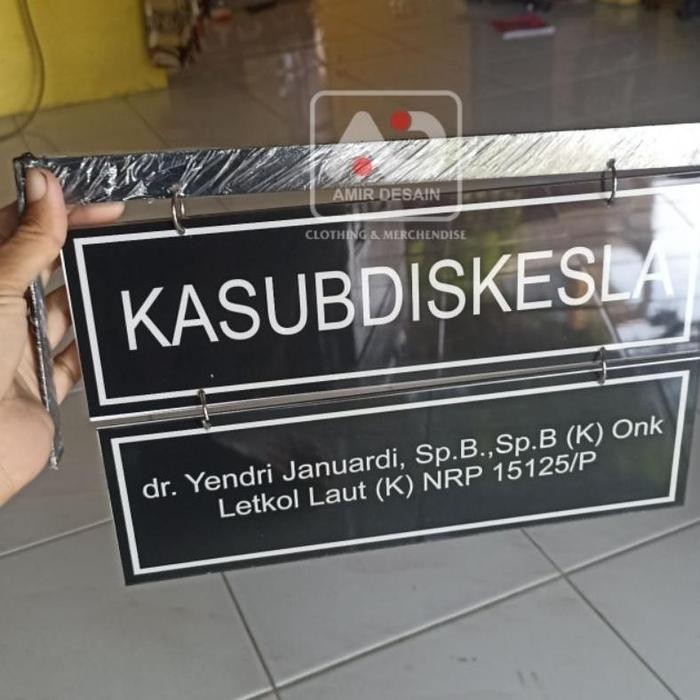 AMIR DESAIN
CLOTHING & MERCHENDISE
KASUBDISKESLA
dr. Yendri Januardi, Sp.B.,Sp.B (K) Onk
Letkol Laut (K) NRP 15125/P